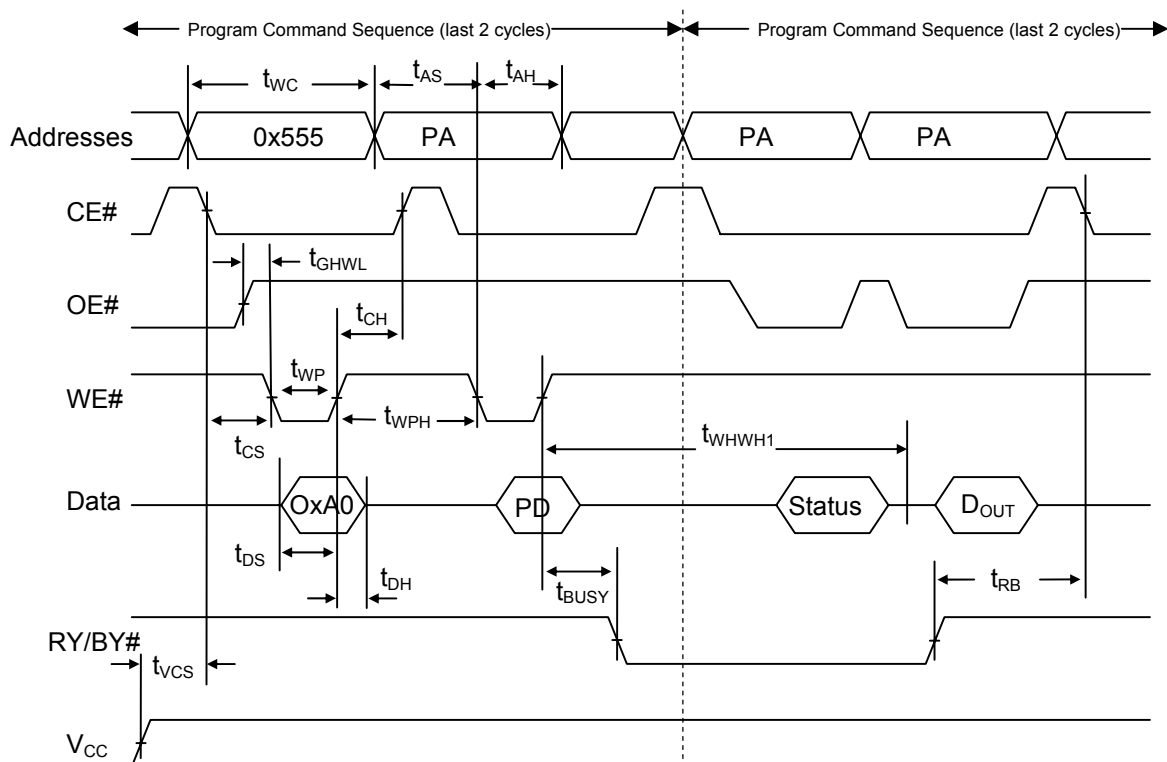 Program Command Sequence (last 2 cycles)
Program Command Sequence (last 2 cycles)
tWC
tAS
tAH
Addresses
0x555
PA
PA
PA
CE#
tGHWL
OE#
tCH
tWP
WE#
tWPH
tCS
tWHWH1
Data
OxA0
PD
Status
DOUT
tDS
tDH
tBUSY
tRB
RY/BY#
tVCS
VCC